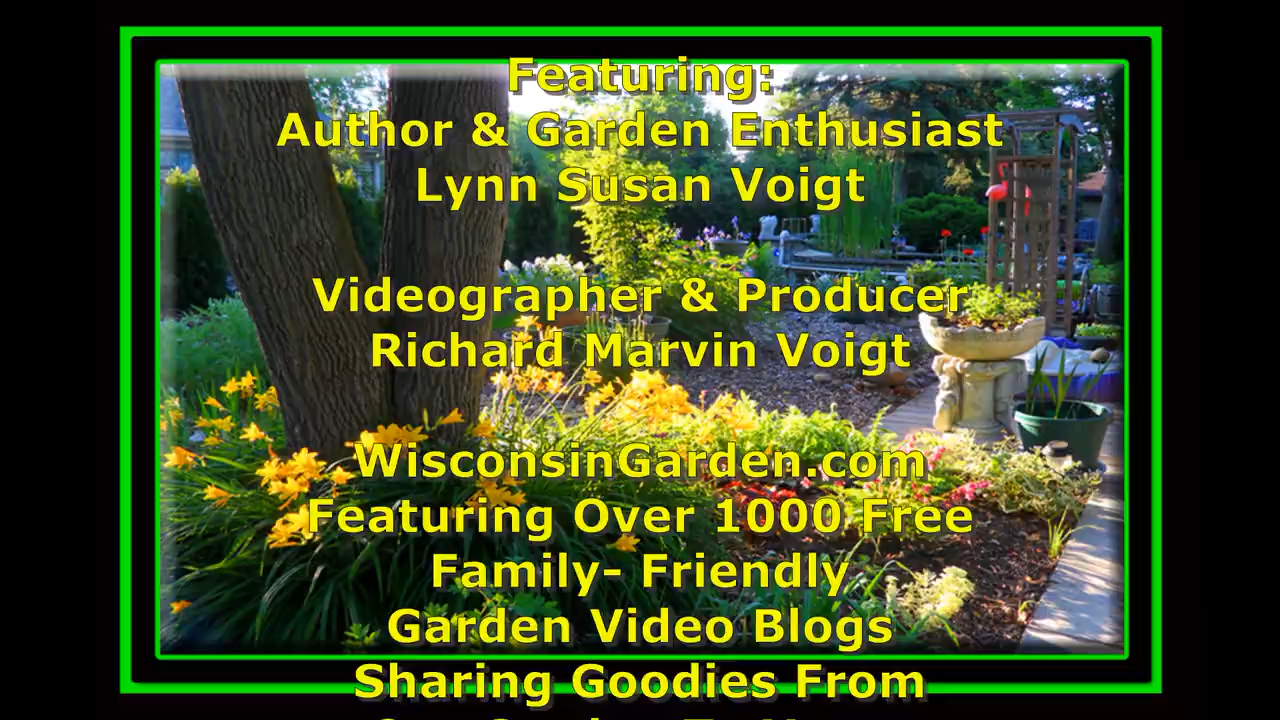 Featuring:
Author & Garden Enthusiast
Lynn Susan Voigt
Videographer & Producer
Richard Marvin Voigt
WisconsinGarden.com
Featuring Over 1000 Free
Family- Friendly
Garden Video Blogs
Sharing Goodies From